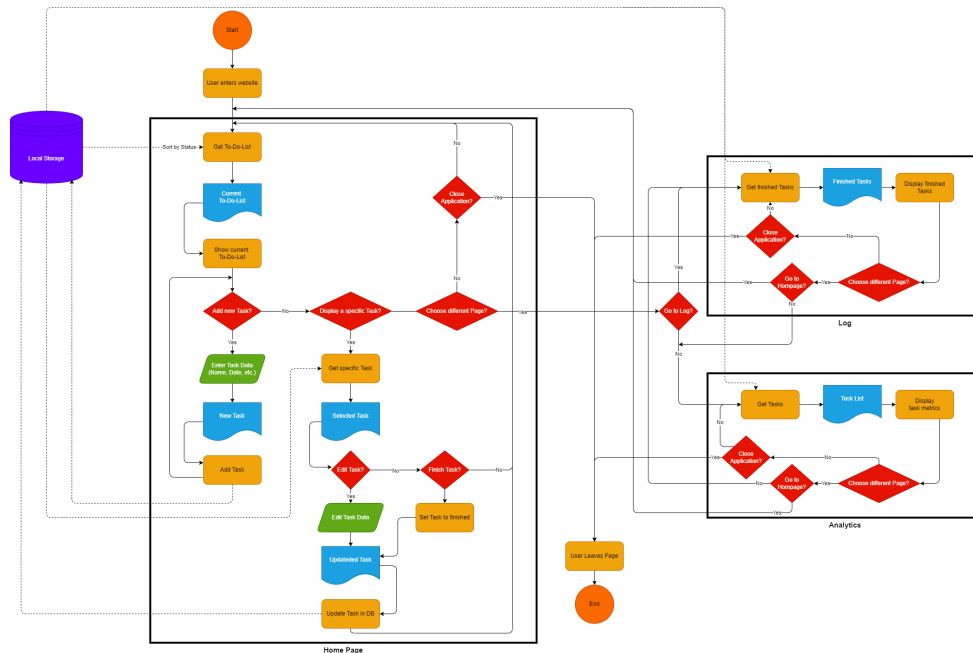 Start
User enters website
Local Storage
Sort by Status
Get To-Do-List
Current
To-Do-List
Show current
To-Do-List
Add new Task?
No
Display a specific Task?
Choose different Page?
No
Close
Application?
No
Yes
Yes
Yes
Yes
Enter Task Data
(Name, Date, etc.)
Get specific Task
New Task
Selected Task
Add Task
Edit Task?
No
Finish Task?
No
Yes
Yes
Edit Task Data
Set Task to finished
Updateted Task
Update Task in DB
Home Page
Go to Log?
Yes
No
Get finished Tasks
Finished Tasks
Display finished
Tasks
No
Close
Application?
Yes
No
Go to
Hompage?
Yes
Yes
Choose different Page?
No
Log
Get Tasks
Task List
Display
task metrics
No
Close
Application?
Yes
No
Go to
Hompage?
No
Yes
Choose different Page?
Yes
Analytics
User Leaves Page
End